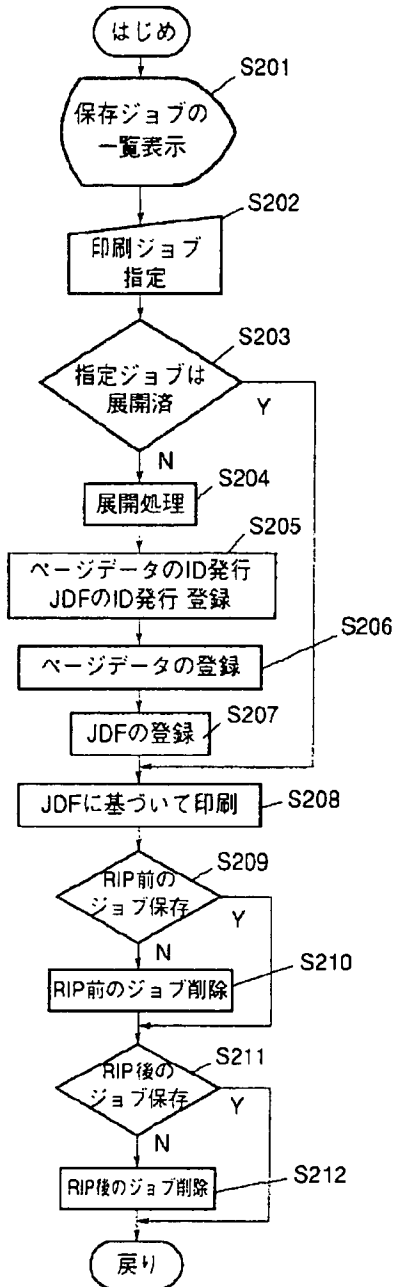 はじめ
S201
保存ジョブの
一覧表示
S202
印刷ジョブ
指定
S203
指定ジョブは
展開済
Y
N
S204
展開処理
S205
ページデータのID発行
JDFのID発行 登録
S206
ページデータの登録
S207
JDFの登録
S208
JDFに基づいて印刷
S209
RIP前の
ジョブ保存
Y
N
S210
RIP前のジョブ削除
S211
RIP後の
ジョブ保存
Y
N
S212
RIP後のジョブ削除
戻り